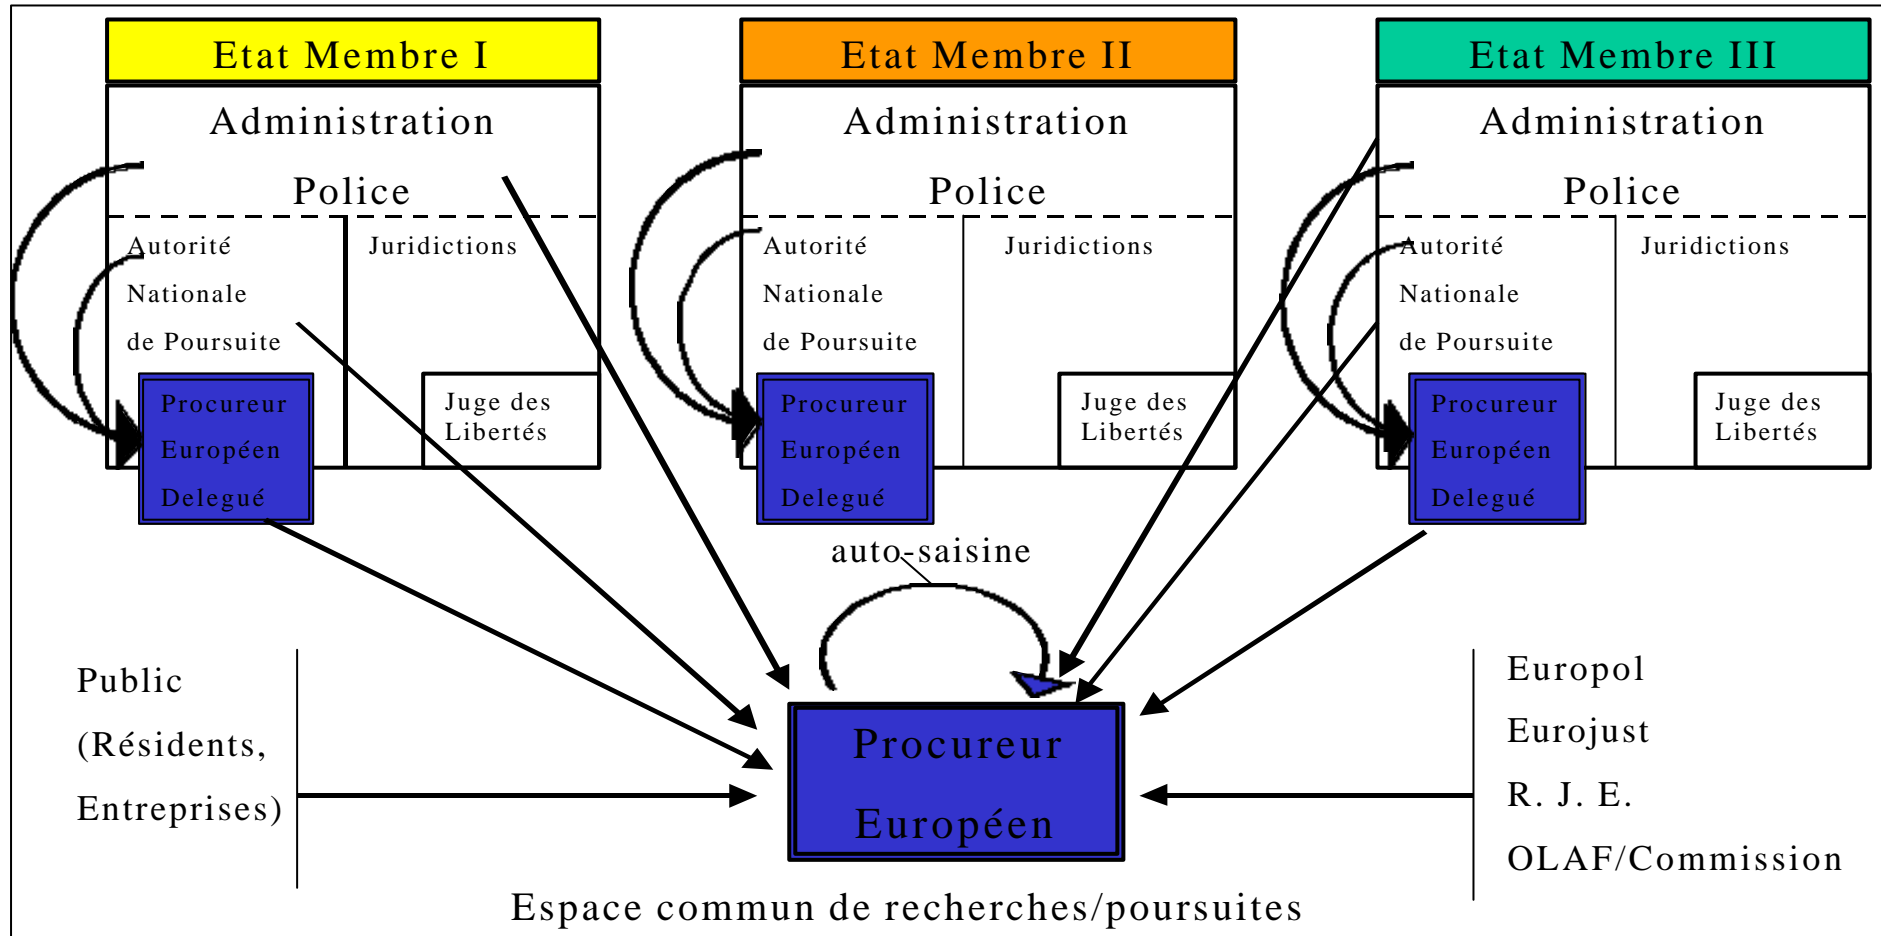 Etat Membre I
Administration
Police
Autorité
Nationale
de Poursuite
Juridictions
Procureur
Européen
Delegué
Juge des
Libertés
Etat Membre II
Administration
Police
Autorité
Nationale
de Poursuite
Juridictions
Procureur
Européen
Delegué
Juge des
Libertés
Etat Membre III
Administration
Police
Autorité
Nationale
de Poursuite
Juridictions
Procureur
Européen
Delegué
Juge des
Libertés
auto-saisine
Public
(Résidents,
Entreprises)
Procureur
Européen
Europol
Eurojust
R. J. E.
OLAF/Commission
Espace commun de recherches/poursuites